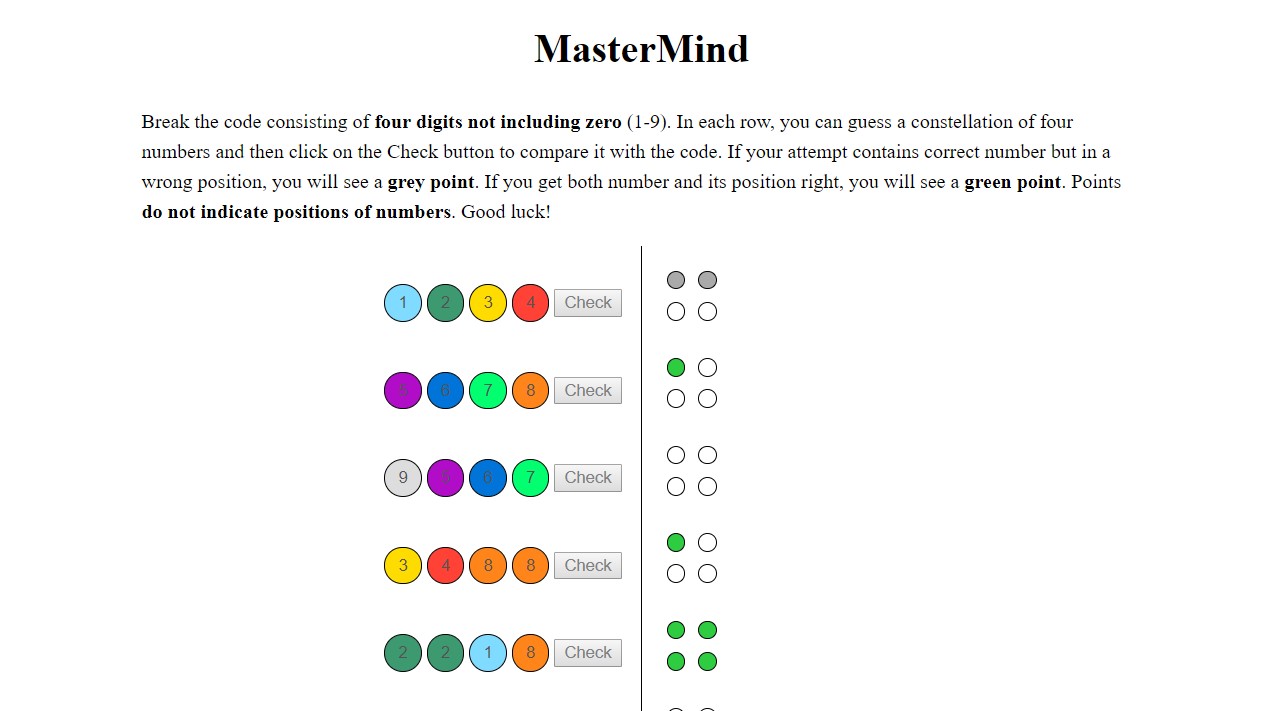 MasterMind
Break the code consisting of four digits not including zero (1-9). In each row, you can guess a constellation of four
numbers and then click on the Check button to compare it with the code. If your attempt contains correct number but in a
wrong position, you will see a grey point. If you get both number and its position right, you will see a green point. Points
do not indicate positions of numbers. Good luck!
1 2 3 4 Check
5 6 7 8 Check
9 5 6 7 Check
3 4 8 8 Check
2 2 1 8 Check